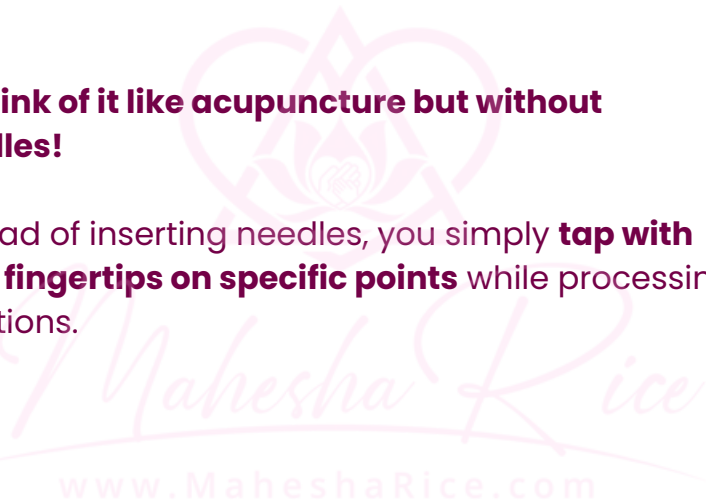 ink of it like acupuncture but without
lles!
ad of inserting needles, you simply tap with
fingertips on specific points while processin
tions.
Mahesha Rice
www.MaheshaRice.com